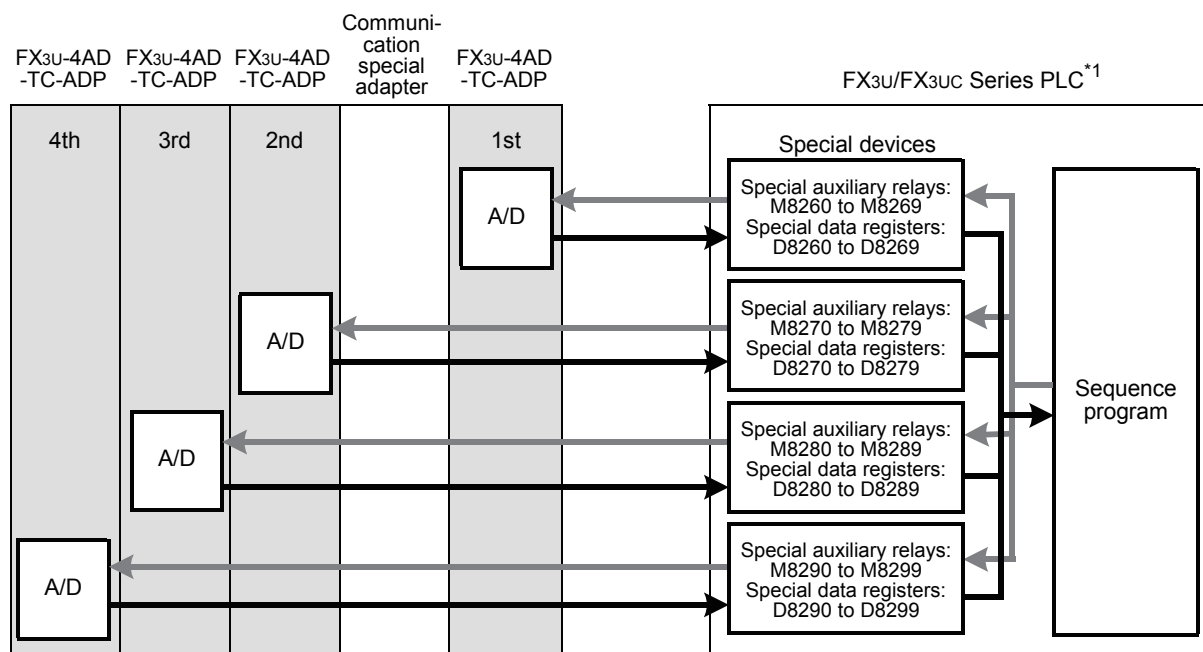 FX3U-4AD
-TC-ADP
FX3U-4AD
-TC-ADP
FX3U-4AD
-TC-ADP
Communi-
cation
special
adapter
FX3U-4AD
-TC-ADP
FX3U/FX3UC Series PLC*1
4th
3rd
2nd
1st
Special devices
A/D
Special auxiliary relays:
M8260 to M8269
Special data registers:
D8260 to D8269
A/D
Special auxiliary relays:
M8270 to M8279
Special data registers:
D8270 to D8279
Sequence
program
A/D
Special auxiliary relays:
M8280 to M8289
Special data registers:
D8280 to D8289
A/D
Special auxiliary relays:
M8290 to M8299
Special data registers:
D8290 to D8299